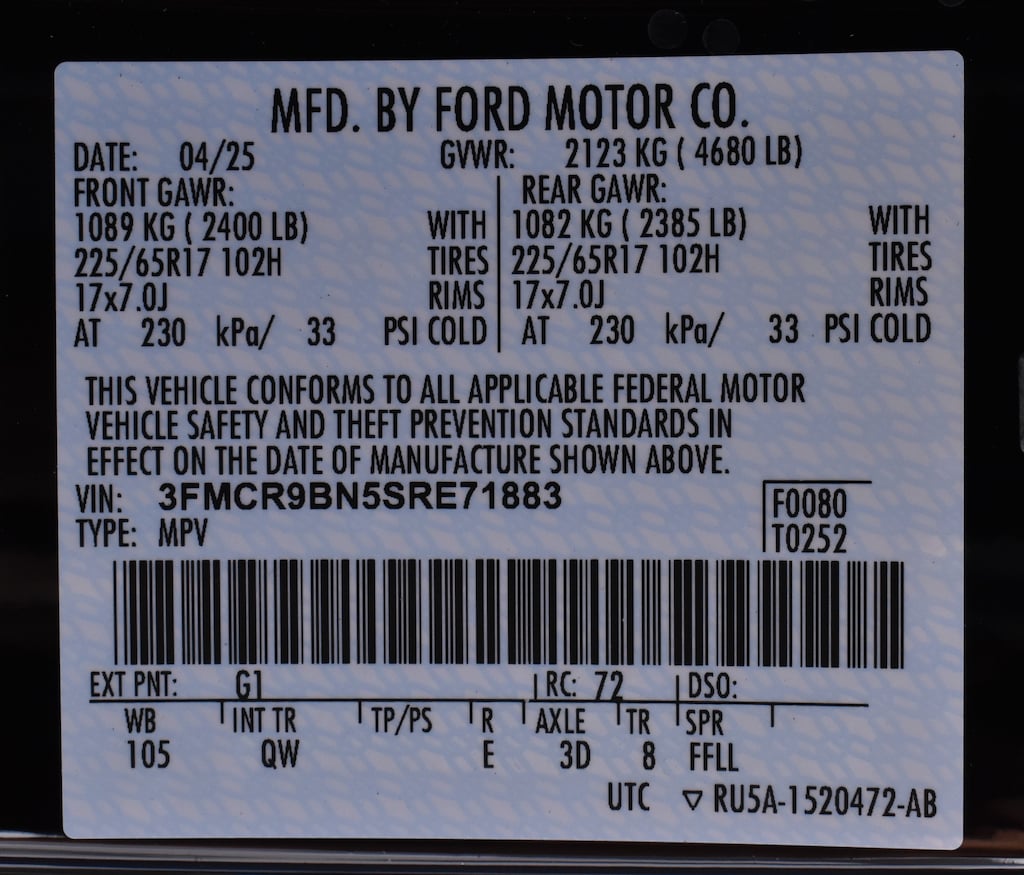 MFD. BY FORD MOTOR CO.
DATE: 04/25 GVWR: 2123 KG ( 4680 LB)
FRONT GAWR: REAR GAWR:
1089 KG ( 2400 LB) WITH 1082 KG ( 2385 LB) WITH
225/65R17 102H TIRES 225/65R17 102H TIRES
17x7.0J RIMS 17x7.0J RIMS
AT 230 kPa/ 33 PSI COLD AT 230 kPa/ 33 PSI COLD
THIS VEHICLE CONFORMS TO ALL APPLICABLE FEDERAL MOTOR
VEHICLE SAFETY AND THEFT PREVENTION STANDARDS IN
EFFECT ON THE DATE OF MANUFACTURE SHOWN ABOVE.
VIN: 3FMCR9BN5SRE71883 F0080
TYPE: MPV T0252
EXT PNT: G1 RC: 72 DSO:
WB INT TR TP/PS R AXLE TR SPR
105 QW E 3D 8 FFLL
UTC ▽ RU5A-1520472-AB